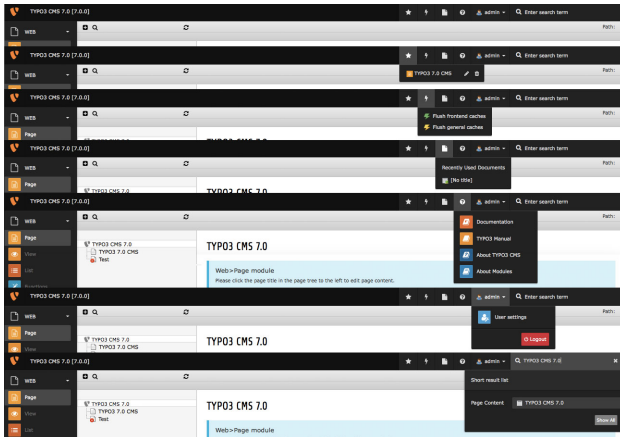 TYPO3 CMS 7.0 [7.0.0] admin Enter search term
WEB Path:
TYPO3 CMS 7.0 [7.0.0] admin Enter search term
WEB TYPO3 7.0 CMS Path:
TYPO3 CMS 7.0 [7.0.0] admin Enter search term
WEB Flush frontend caches Path:
Flush general caches
Page
TYPO3 CMS 7.0 [7.0.0] admin Enter search term
WEB Recently Used Documents Path:
[No title]
Page TYPO3 CMS 7.0 TYPO3 CMS 7.0
TYPO3 CMS 7.0 [7.0.0] admin Enter search term
WEB Documentation Path:
Page TYPO3 CMS 7.0 TYPO3 CMS 7.0 TYPO3 Manual
View TYPO3 7.0 CMS About TYPO3 CMS
Test
List Web>Page module About Modules
Please click the page title in the page tree to the left to edit page content.
Functions
TYPO3 CMS 7.0 [7.0.0] admin Enter search term
WEB User settings Path:
Page TYPO3 CMS 7.0 TYPO3 CMS 7.0 Logout
View TYPO3 7.0 CMS
TYPO3 CMS 7.0 [7.0.0] admin TYPO3 CMS 7.0
WEB Short result list
Page TYPO3 CMS 7.0 TYPO3 CMS 7.0 Page Content TYPO3 CMS 7.0
View TYPO3 7.0 CMS Show All
Test
List Web>Page module